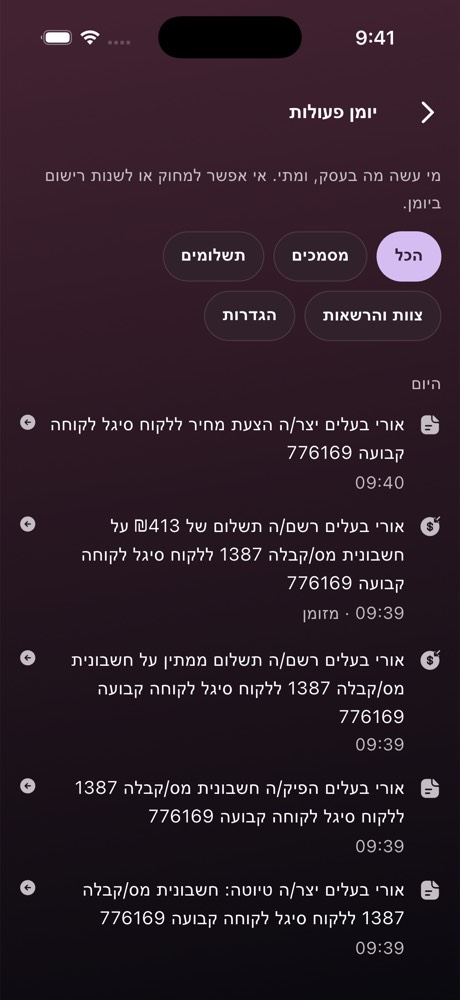 9:41
יומן פעולות
מי עשה מה בעסק, ומתי. אי אפשר למחוק או לשנות רישום
ביומן.
הכל
מסמכים
תשלומים
צוות והרשאות
הגדרות
היום
אורי בעלים יצר/ה הצעת מחיר ללקוח סיגל לקוחה
קבועה 776169
09:40
אורי בעלים רשם/ה תשלום של ₪413 על
חשבונית מס/קבלה 1387 ללקוח סיגל לקוחה
קבועה 776169
09:39 · מזומן
אורי בעלים רשם/ה תשלום ממתין על חשבונית
מס/קבלה 1387 ללקוח סיגל לקוחה קבועה
776169
09:39
אורי בעלים הפיק/ה חשבונית מס/קבלה 1387
ללקוח סיגל לקוחה קבועה 776169
09:39
אורי בעלים יצר/ה טיוטה: חשבונית מס/קבלה
1387 ללקוח סיגל לקוחה קבועה 776169
09:39